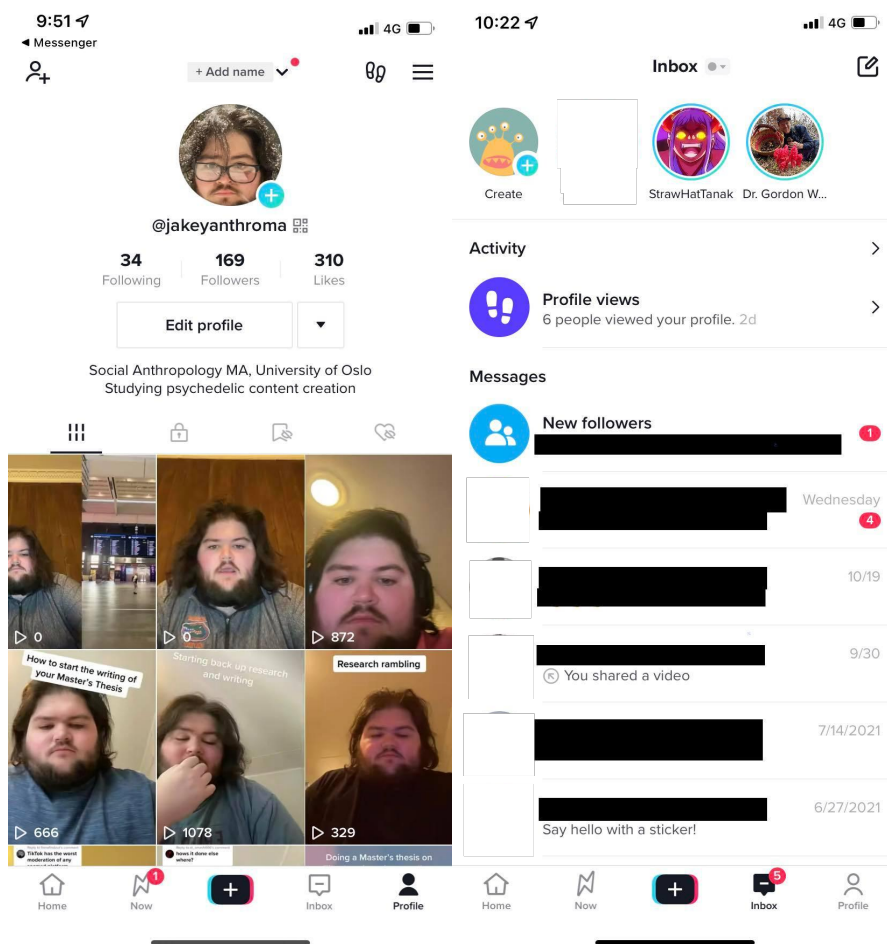 9:51
4G
◀ Messenger
+ Add name
@jakeyanthroma
34
169
310
Following
Followers
Likes
Edit profile
Social Anthropology MA, University of Oslo
Studying psychedelic content creation
0
0
872
How to start the writing of
your Master's Thesis
Starting back up research
and writing
Research rambling
666
1078
329
TikTok has the worst
moderation of any
hows it done else
where?
Doing a Master's thesis on
1
Home
Now
Inbox
Profile
10:22
4G
Inbox
Create
StrawHatTanak
Dr. Gordon W...
Activity
Profile views
6 people viewed your profile. 2d
Messages
New followers
1
Wednesday
4
10/19
9/30
You shared a video
7/14/2021
6/27/2021
Say hello with a sticker!
5
Home
Now
Inbox
Profile